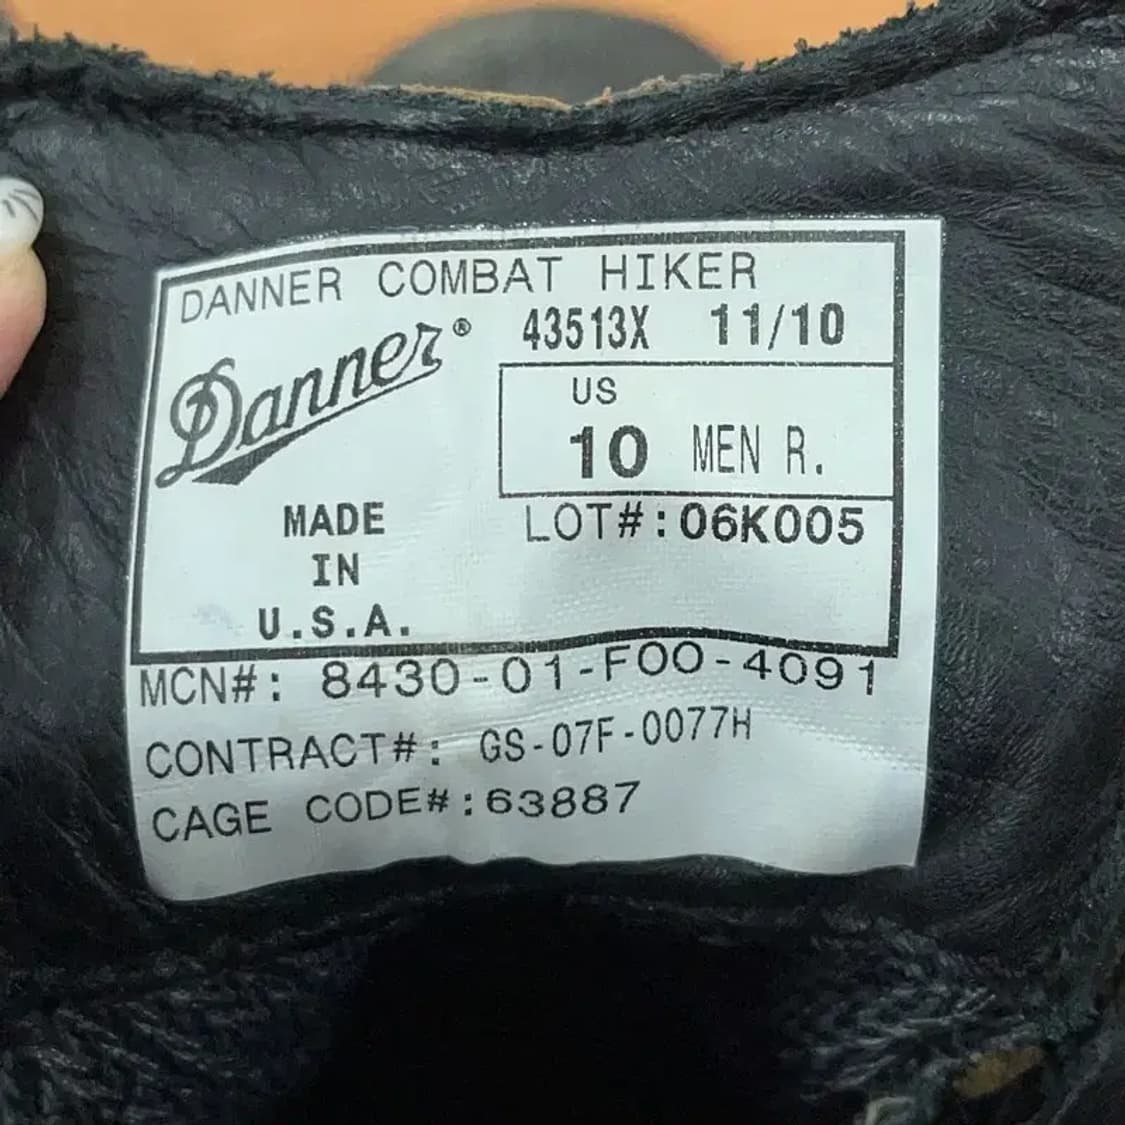 DANNER COMBAT HIKER
Danner®
43513X 11/10
US
10 MEN R.
MADE
IN
U.S.A.
LOT#:06K005
MCN#: 8430-01-F00-4091
CONTRACT#: GS-07F-0077H
CAGE CODE#:63887